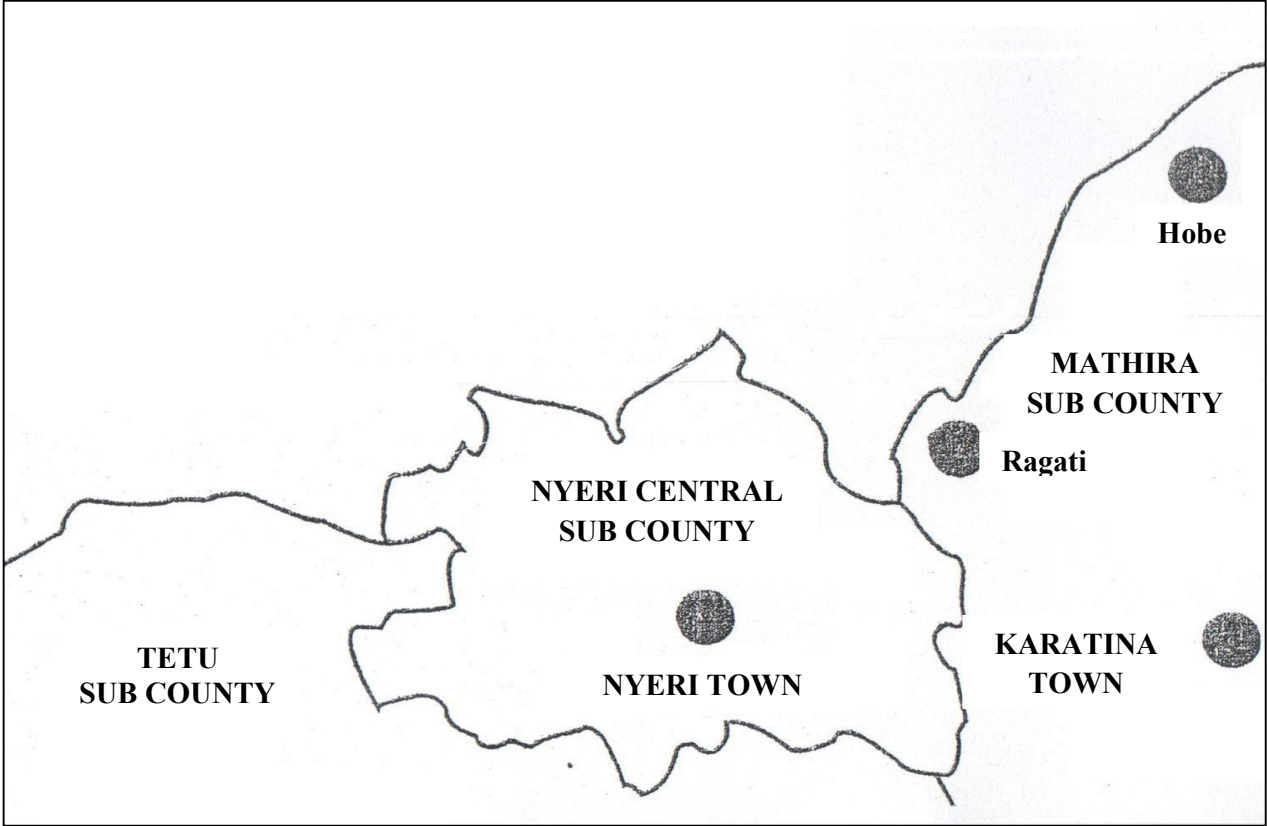 Hobe
MATHIRA
SUB COUNTY
Ragati
NYERI CENTRAL
SUB COUNTY
TETU
SUB COUNTY
NYERI TOWN
KARATINA
TOWN